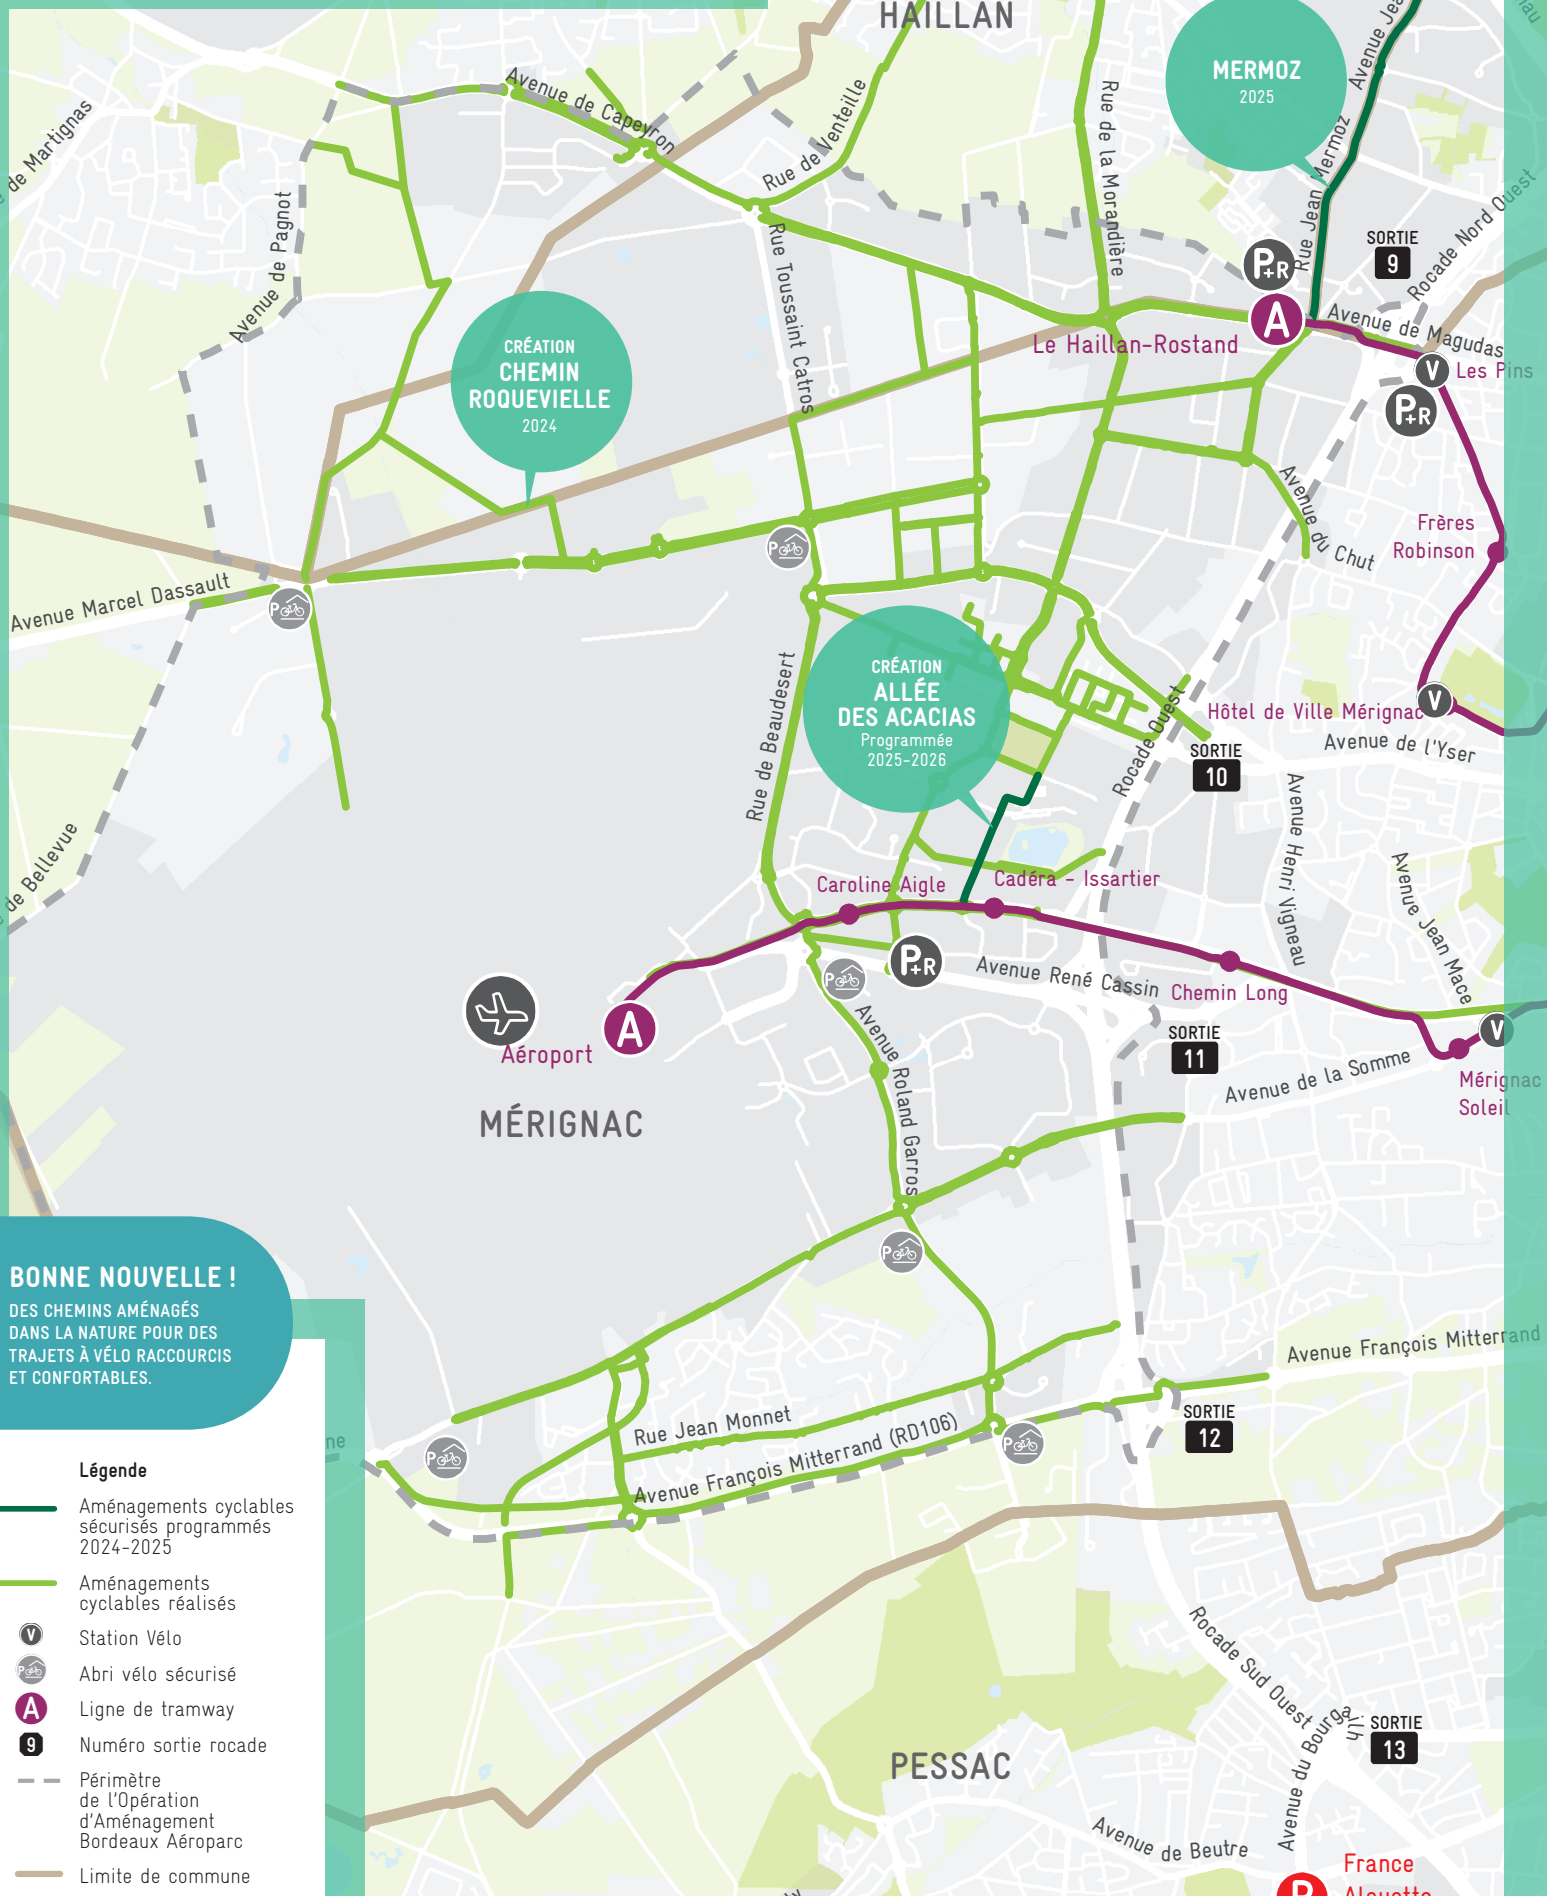 HAILLAN
MERMOZ
2025
Avenue de Capeyron
Rue de Venteille
Rue de la Morandière
Rue Jean Mermoz
de Martignas
Avenue de Pagnot
Rue Toussaint Catros
SORTIE
9
Rocade Nord Ouest
P+R
A
Le Haillan-Rostand
Avenue de Magudas
V
Les Pins
P+R
CRÉATION
CHEMIN
ROQUEVIELLE
2024
Frères
Robinson
Avenue du Chut
P
Avenue Marcel Dassault
P
CRÉATION
ALLÉE
DES ACACIAS
Programmée
2025-2026
Rue de Beaudesert
Rocade Ouest
Hôtel de Ville Mérignac
V
Avenue de l'Yser
SORTIE
10
Avenue Henri Vigneau
Avenue Jean Mace
de Bellevue
Caroline Aigle
Cadéra - Issartier
P+R
P
Avenue René Cassin
Chemin Long
Aéroport
A
Avenue Roland Garros
SORTIE
11
Avenue de la Somme
V
Mérignac
Soleil
MÉRIGNAC
P
BONNE NOUVELLE !
DES CHEMINS AMÉNAGÉS
DANS LA NATURE POUR DES
TRAJETS À VÉLO RACCOURCIS
ET CONFORTABLES.
Avenue François Mitterrand
Rue Jean Monnet
Avenue François Mitterrand (RD106)
P
P
SORTIE
12
ne
Légende
Aménagements cyclables
sécurisés programmés
2024-2025
Aménagements
cyclables réalisés
V
Station Vélo
P
Abri vélo sécurisé
A
Ligne de tramway
9
Numéro sortie rocade
Périmètre
de l'Opération
d'Aménagement
Bordeaux Aéroparc
Limite de commune
Rocade Sud Ouest
SORTIE
13
PESSAC
Avenue de Beutre
France